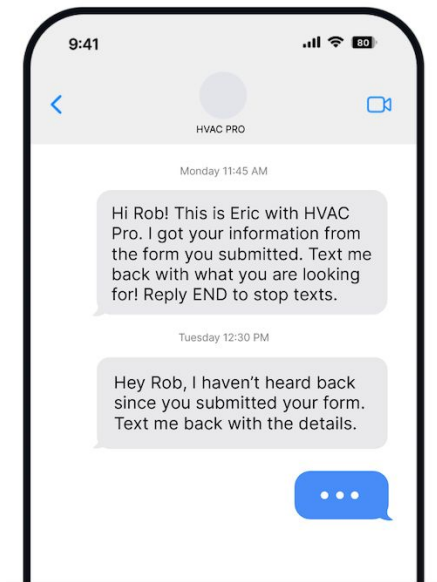 9:41
80
HVAC PRO
Monday 11:45 AM
Hi Rob! This is Eric with HVAC
Pro. I got your information from
the form you submitted. Text me
back with what you are looking
for! Reply END to stop texts.
Tuesday 12:30 PM
Hey Rob, I haven’t heard back
since you submitted your form.
Text me back with the details.